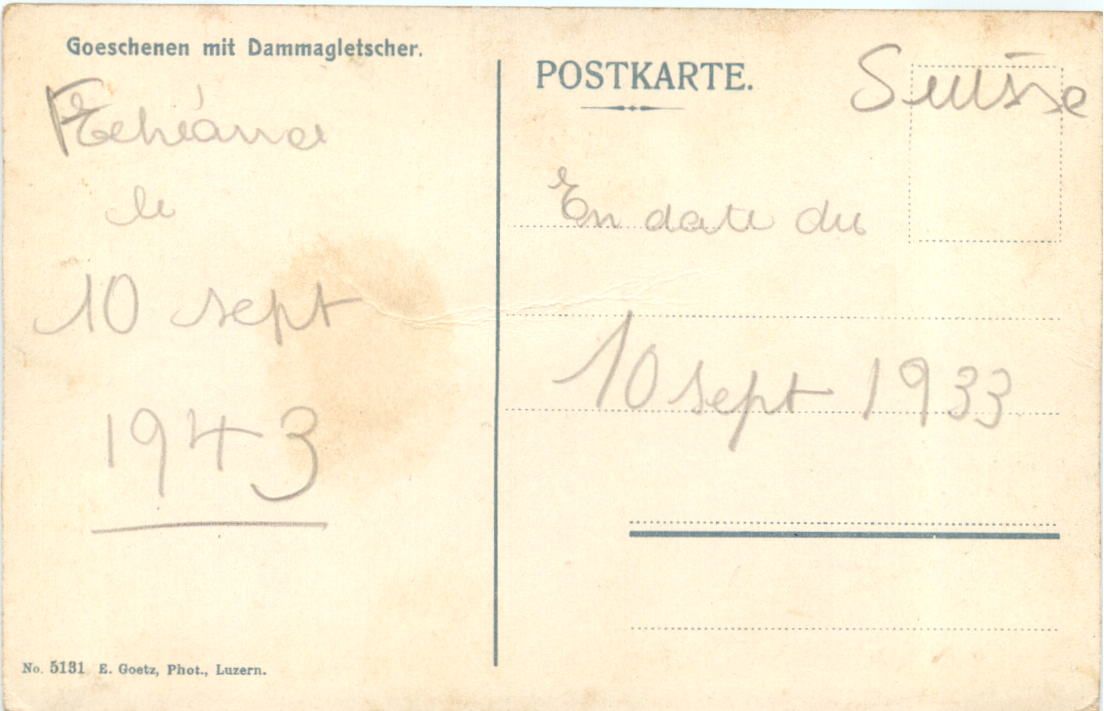 Goeschenen mit Dammagletscher.
le
10 sept
1943
No. 5131 E. Goetz, Phot., Luzern.
POSTKARTE.
Suisse
En date du
10 sept 1933